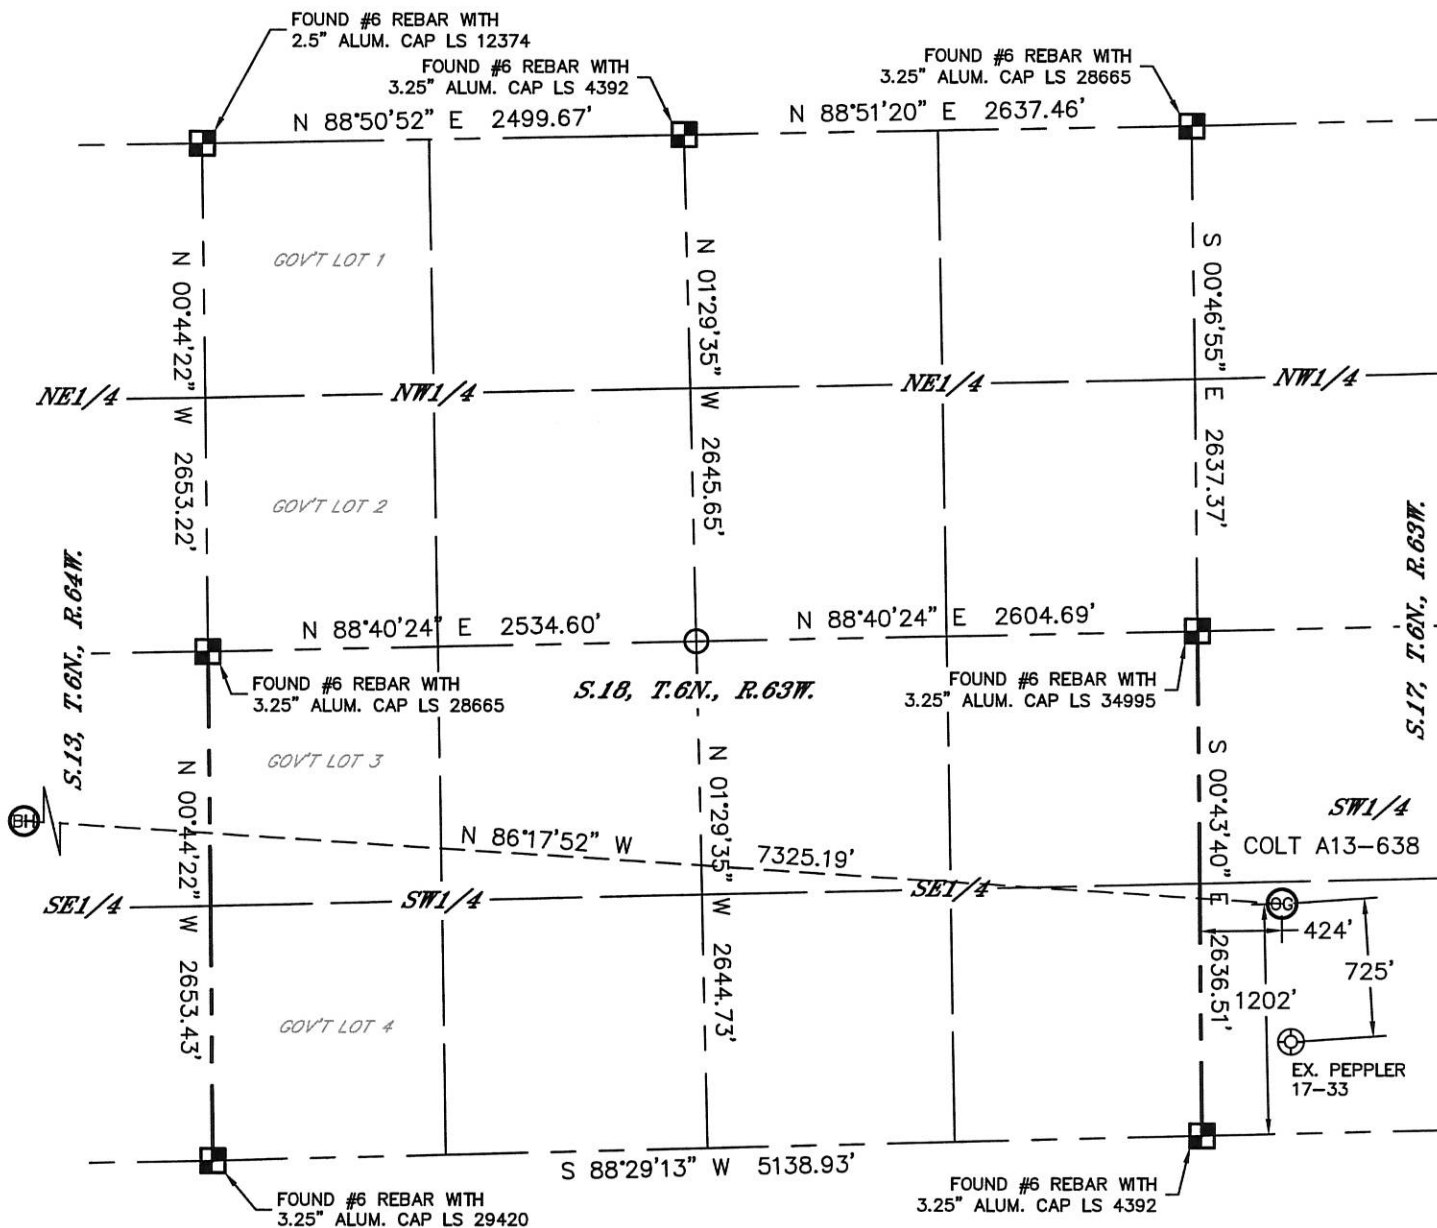 FOUND #6 REBAR WITH
2.5" ALUM. CAP LS 12374
FOUND #6 REBAR WITH
3.25" ALUM. CAP LS 4392
FOUND #6 REBAR WITH
3.25" ALUM. CAP LS 28665
N 88°50'52" E 2499.67'
N 88°51'20" E 2637.46'
GOV'T LOT 1
N 00°44'22" W 2653.22'
N 01°29'35" W 2645.65'
S 00°46'55" E 2637.37'
NE1/4
NW1/4
NE1/4
NW1/4
GOV'T LOT 2
S.13, T.6N., R.64W.
S.17, T.6N., R.63W.
N 88°40'24" E 2534.60'
N 88°40'24" E 2604.69'
FOUND #6 REBAR WITH
3.25" ALUM. CAP LS 28665
S.18, T.6N., R.63W.
FOUND #6 REBAR WITH
3.25" ALUM. CAP LS 34995
GOV'T LOT 3
N 00°44'22" W 2653.43'
N 01°29'35" W 2644.73'
S 00°43'40" E 2636.51'
BH
N 86°17'52" W 7325.19'
SW1/4
COLT A13-638
SE1/4
SW1/4
SE1/4
OG
424'
725'
1202'
GOV'T LOT 4
EX. PEPPLER
17-33
S 88°29'13" W 5138.93'
FOUND #6 REBAR WITH
3.25" ALUM. CAP LS 29420
FOUND #6 REBAR WITH
3.25" ALUM. CAP LS 4392